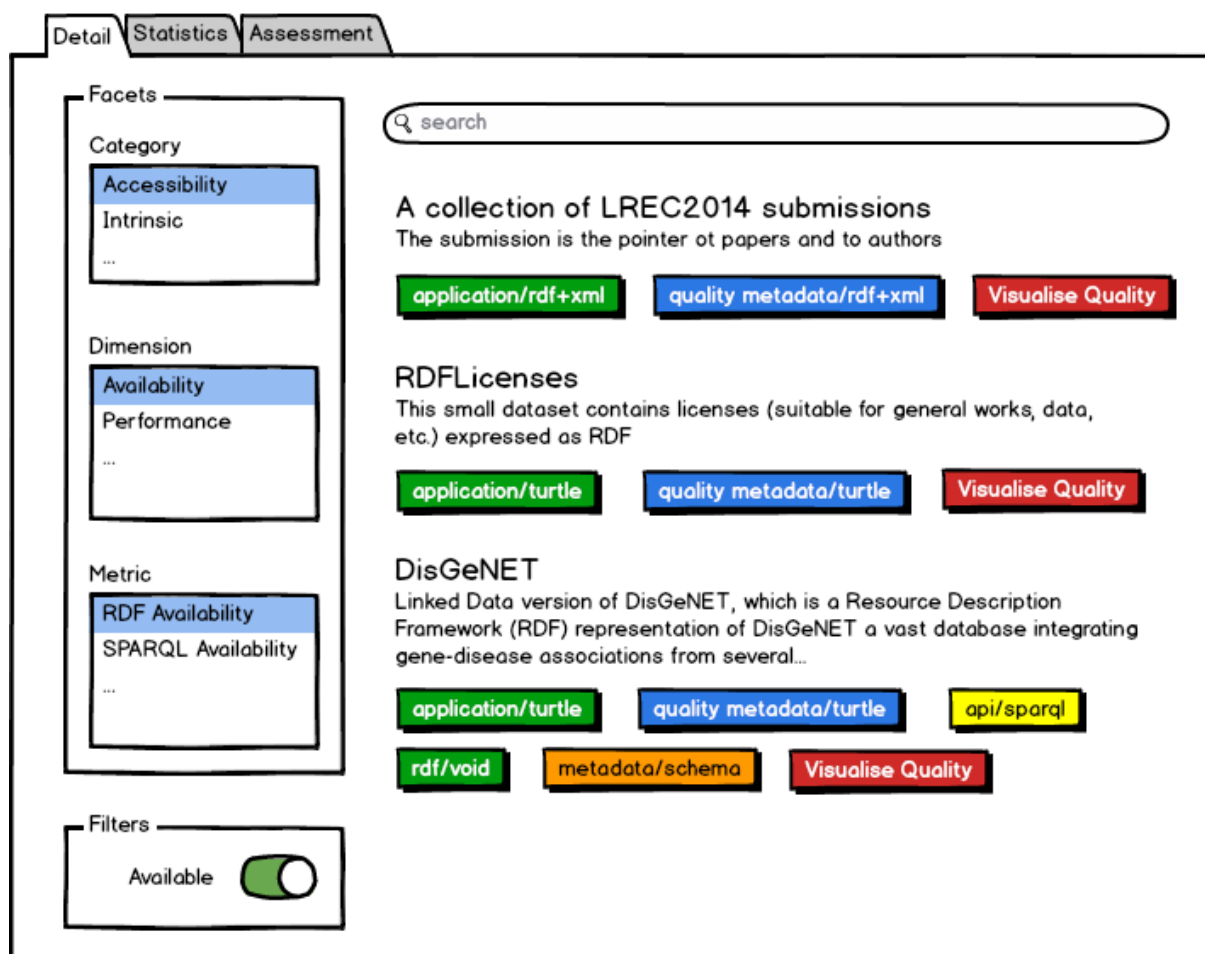 Detail Statistics Assessment
Facets
Category
Accessibility
Intrinsic
...
Dimension
Availability
Performance
...
Metric
RDF Availability
SPARQL Availability
...
Filters
Available
search
A collection of LREC2014 submissions
The submission is the pointer ot papers and to authors
application/rdf+xml quality metadata/rdf+xml Visualise Quality
RDFLicenses
This small dataset contains licenses (suitable for general works, data,
etc.) expressed as RDF
application/turtle quality metadata/turtle Visualise Quality
DisGeNET
Linked Data version of DisGeNET, which is a Resource Description
Framework (RDF) representation of DisGeNET a vast database integrating
gene-disease associations from several...
application/turtle quality metadata/turtle api/sparql
rdf/void metadata/schema Visualise Quality